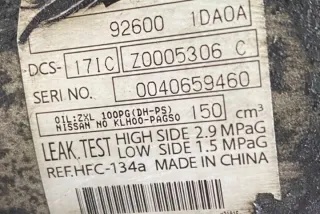 92600 1DA0A
-DCS- 171C Z0005306 C
SERI NO. 0040659460
OIL:ZXL 100PG(DH-PS) 150 cm³
NISSAN NO KLH00-PAGS0
LEAK.TEST HIGH SIDE 2.9 MPaG
LOW SIDE 1.5 MPaG
REF.HFC-134a MADE IN CHINA